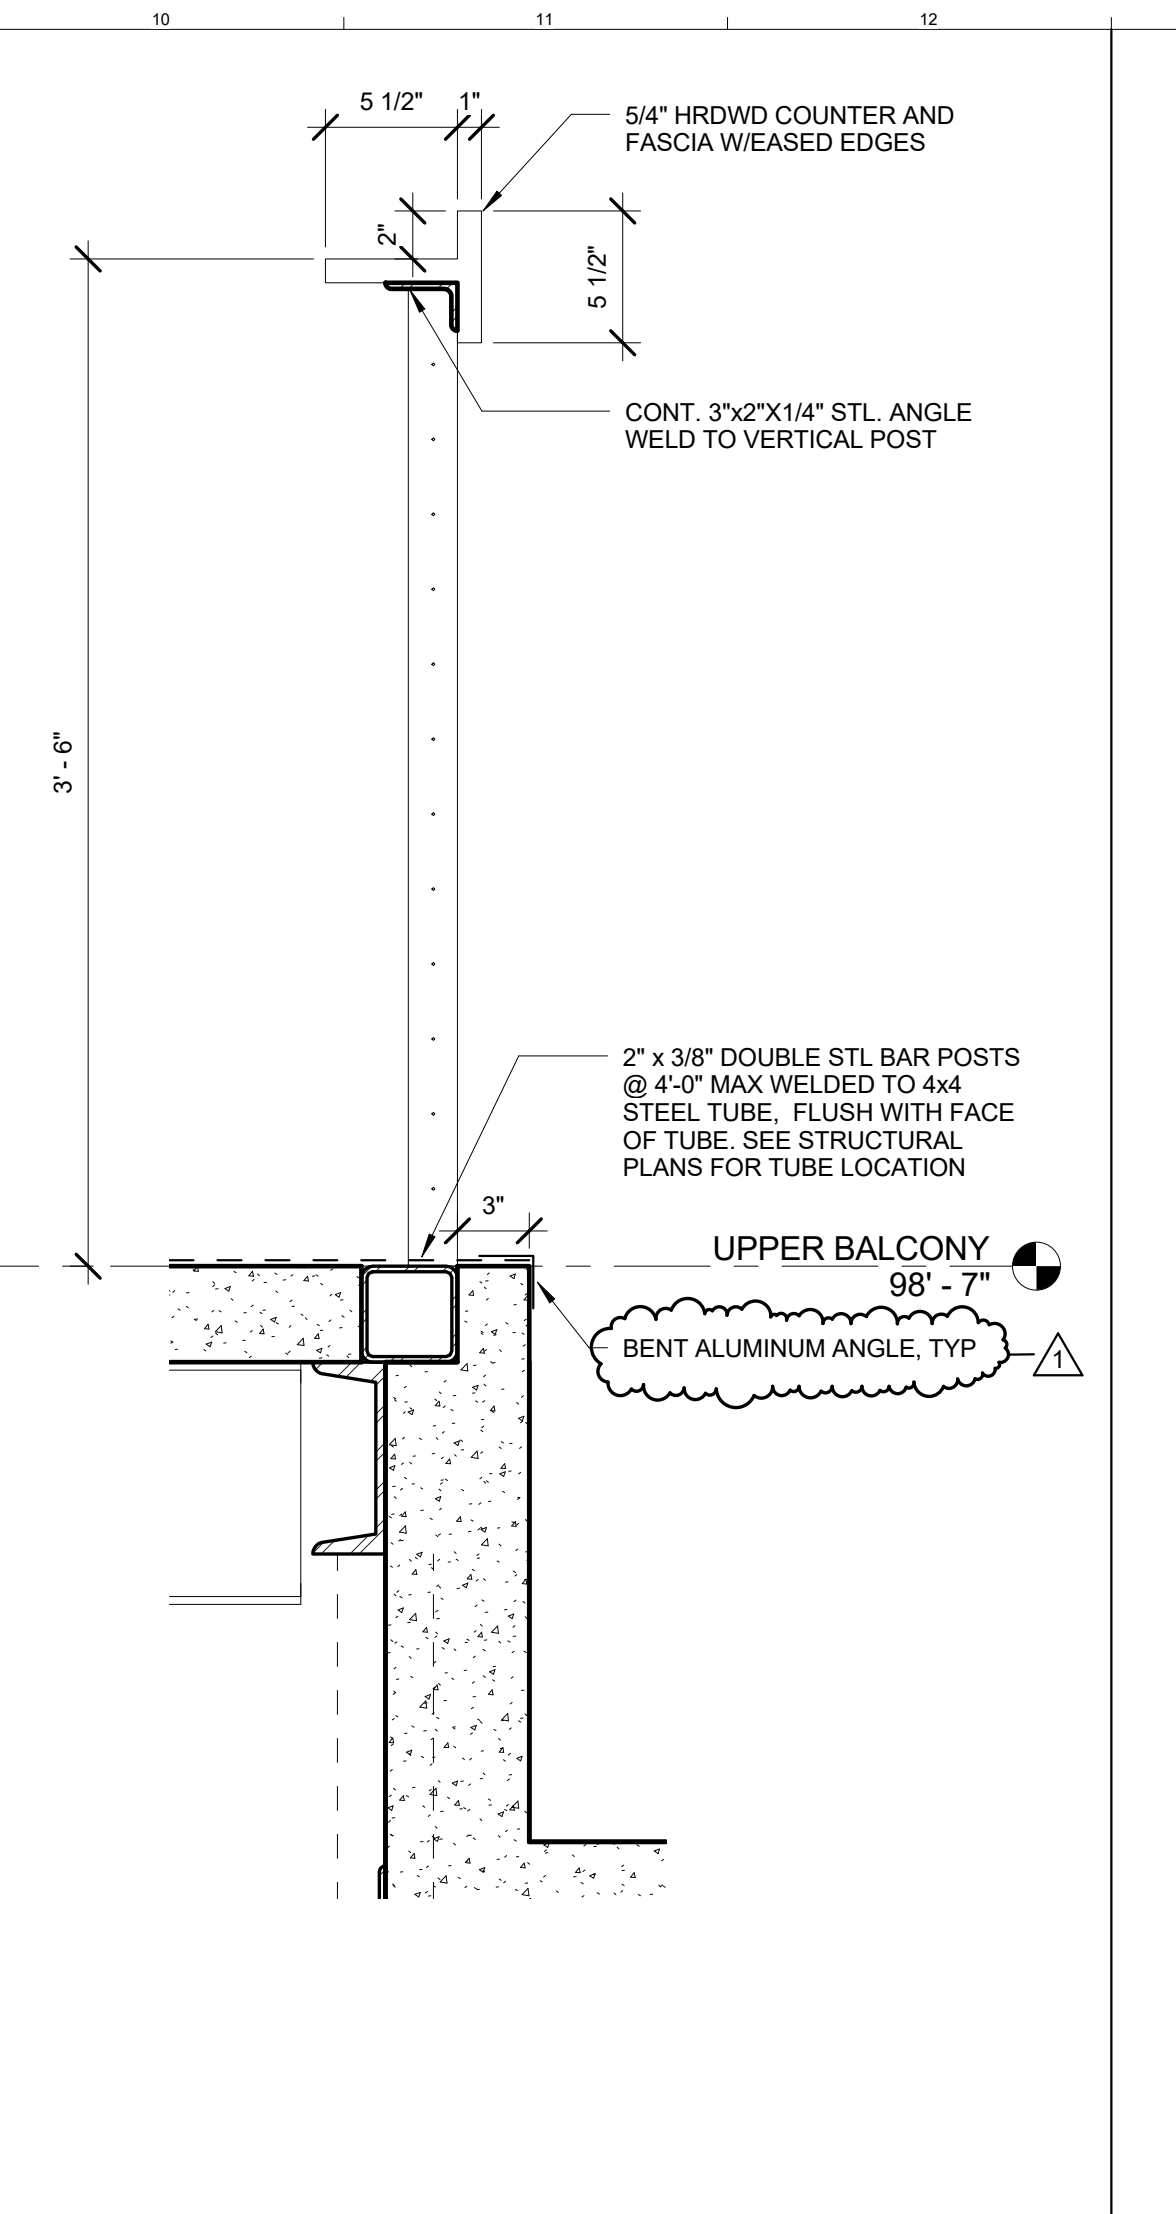 10
11
12
5 1/2"
1"
5/4" HRDWD COUNTER AND
FASCIA W/EASED EDGES
2"
5 1/2"
CONT. 3"x2"X1/4" STL. ANGLE
WELD TO VERTICAL POST
3' - 6"
2" x 3/8" DOUBLE STL BAR POSTS
@ 4'-0" MAX WELDED TO 4x4
STEEL TUBE, FLUSH WITH FACE
OF TUBE. SEE STRUCTURAL
PLANS FOR TUBE LOCATION
3"
UPPER BALCONY
98' - 7"
BENT ALUMINUM ANGLE, TYP
1